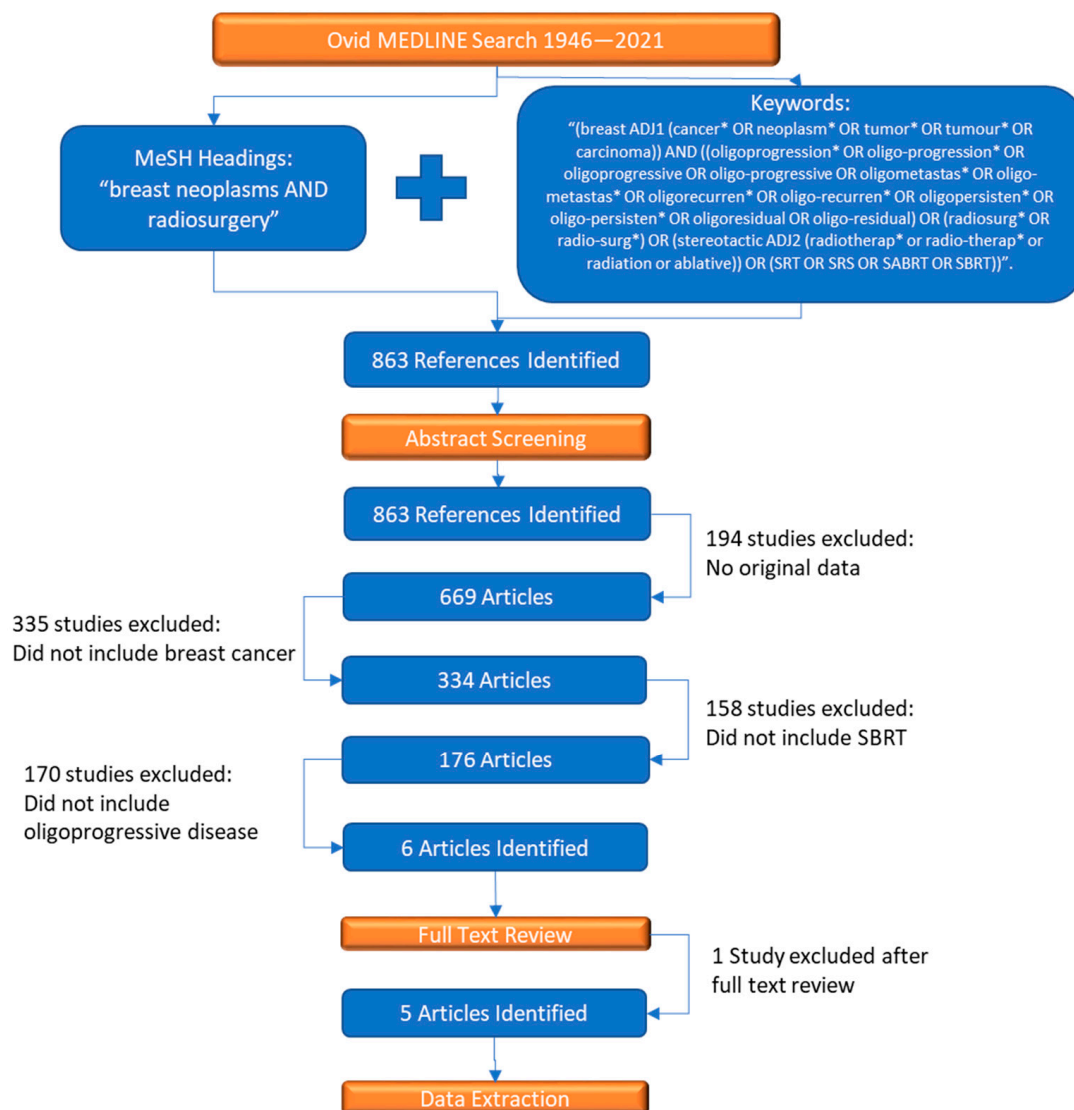 Ovid MEDLINE Search 1946—2021
MeSH Headings:
“breast neoplasms AND
radiosurgery”
Keywords:
“(breast ADJ1 (cancer* OR neoplasm* OR tumor* OR tumour* OR
carcinoma)) AND ((oligoprogression* OR oligo-progression* OR
oligoprogressive OR oligo-progressive OR oligometastas* OR oligo-
metastas* OR oligorecurren* OR oligo-recurren* OR oligopersisten* OR
oligo-persisten* OR oligoresidual OR oligo-residual) OR (radiosurg* OR
radio-surg*) OR (stereotactic ADJ2 (radiotherap* or radio-therap* or
radiation or ablative)) OR (SRT OR SRS OR SABRT OR SBRT))”.
863 References Identified
Abstract Screening
863 References Identified
194 studies excluded:
No original data
669 Articles
335 studies excluded:
Did not include breast cancer
334 Articles
158 studies excluded:
Did not include SBRT
176 Articles
170 studies excluded:
Did not include
oligoprogressive disease
6 Articles Identified
Full Text Review
1 Study excluded after
full text review
5 Articles Identified
Data Extraction